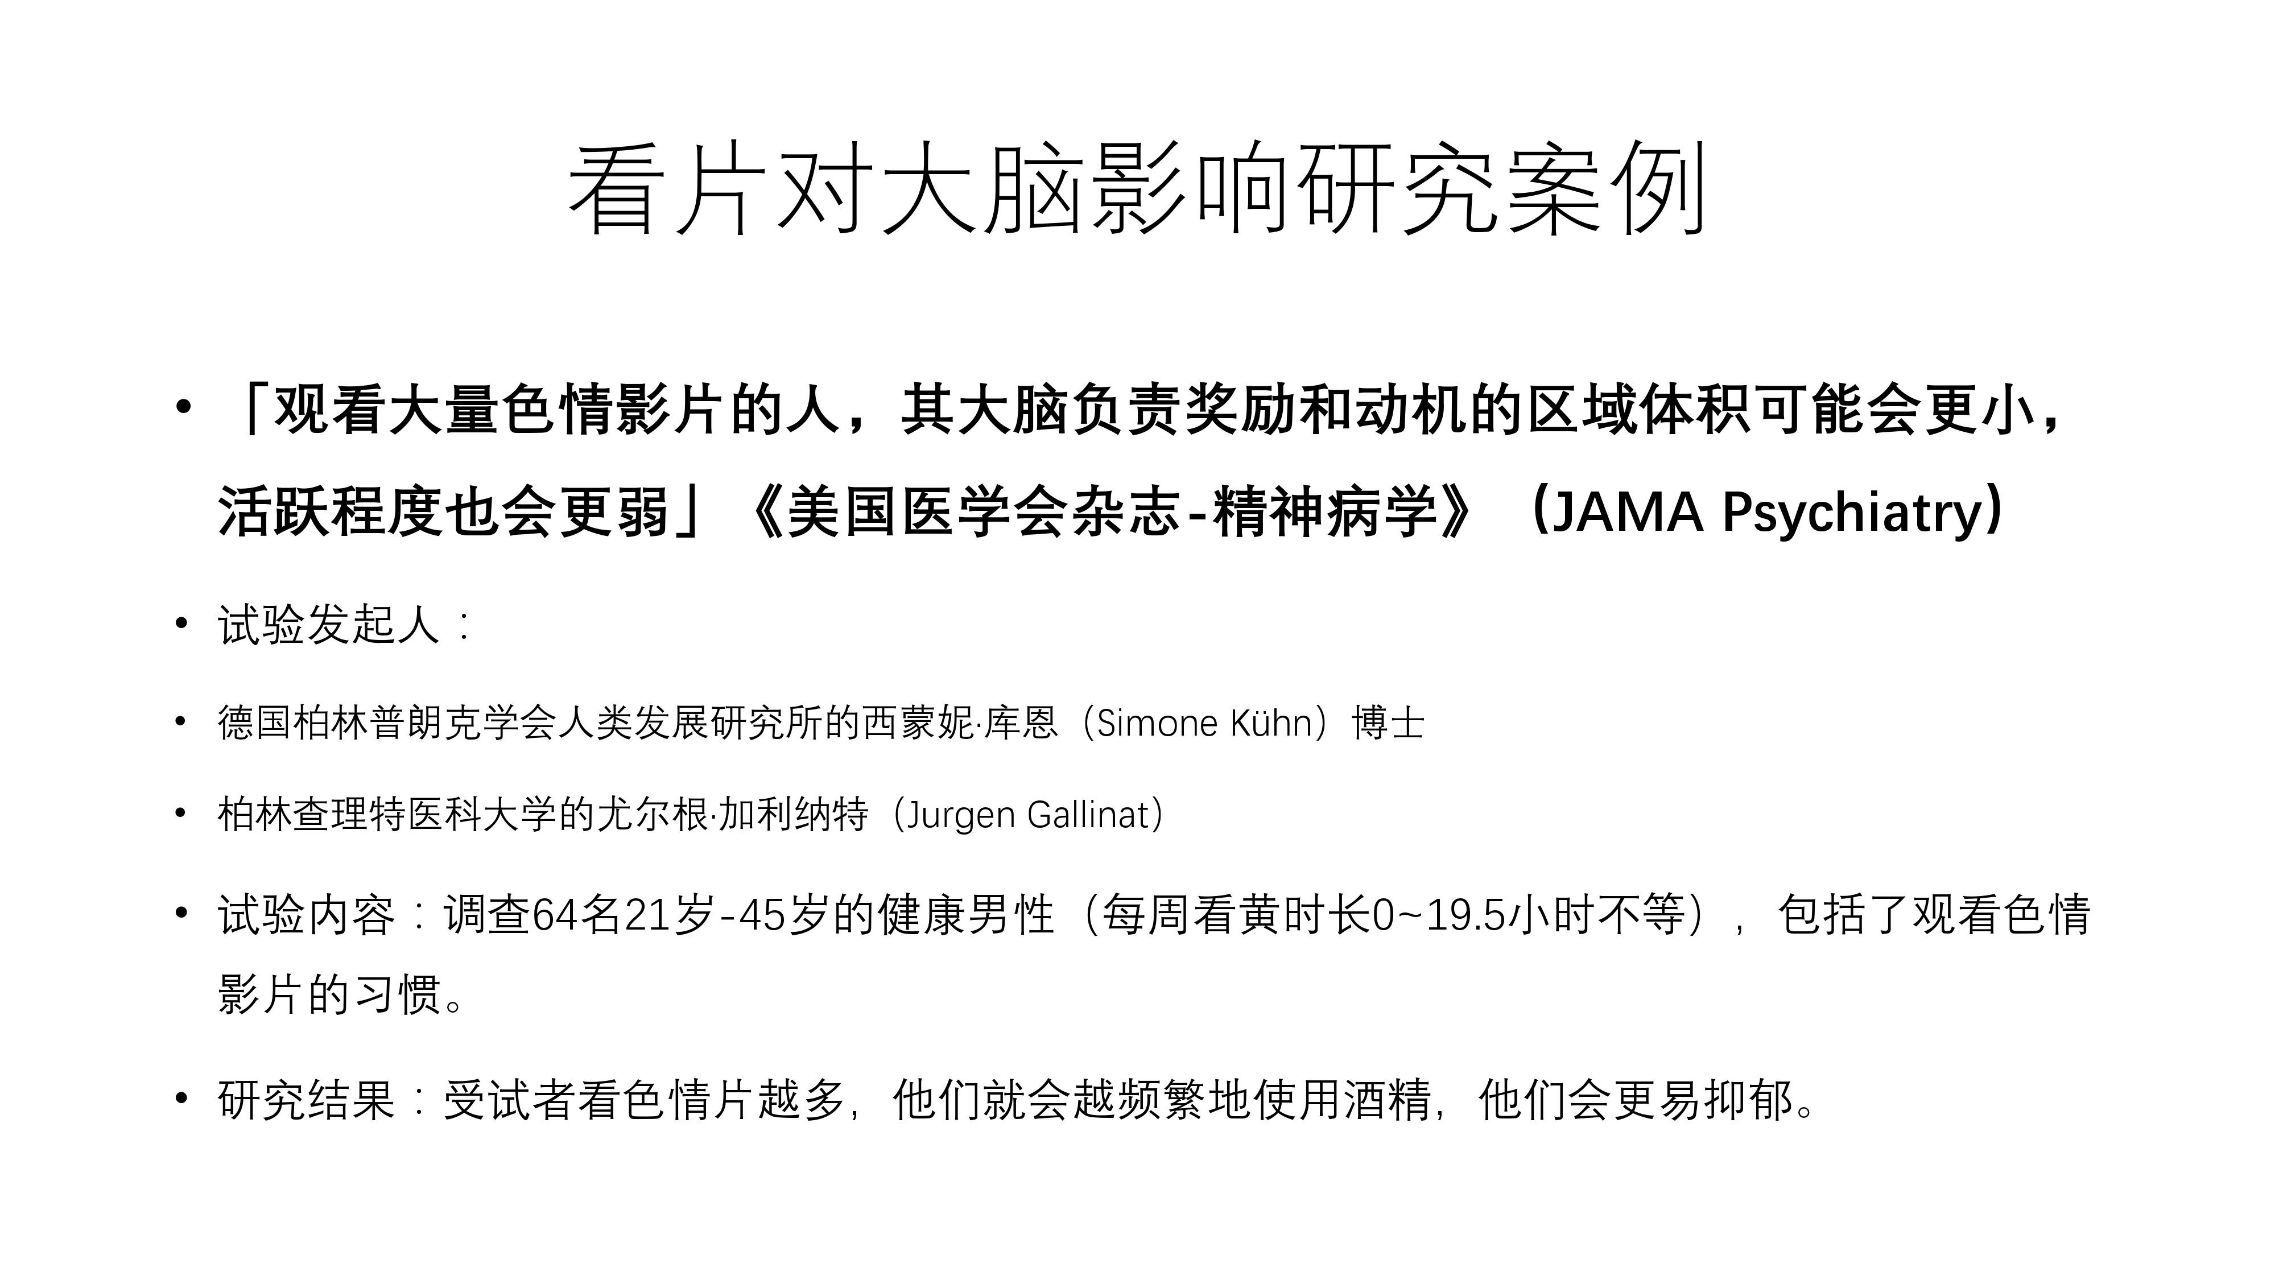 看片对大脑影响研究案例
• 「观看大量色情影片的人，其大脑负责奖励和动机的区域体积可能会更小，
活跃程度也会更弱」《美国医学会杂志-精神病学》（JAMA Psychiatry）
• 试验发起人：
• 德国柏林普朗克学会人类发展研究所的西蒙妮·库恩（Simone Kühn）博士
• 柏林查理特医科大学的尤尔根·加利纳特（Jurgen Gallinat）
• 试验内容：调查64名21岁-45岁的健康男性（每周看黄时长0~19.5小时不等），包括了观看色情
影片的习惯。
• 研究结果：受试者看色情片越多，他们就会越频繁地使用酒精，他们会更易抑郁。